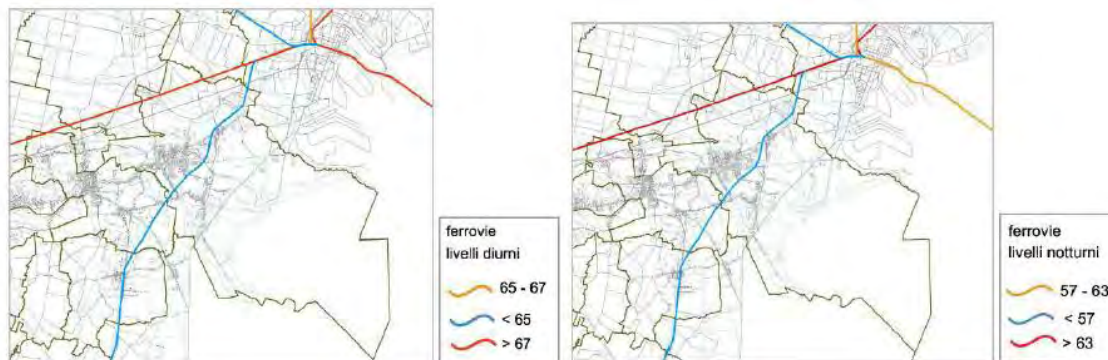 ferrovie
livelli diurni
65 - 67
< 65
> 67
ferrovie
livelli notturni
57 - 63
< 57
> 63